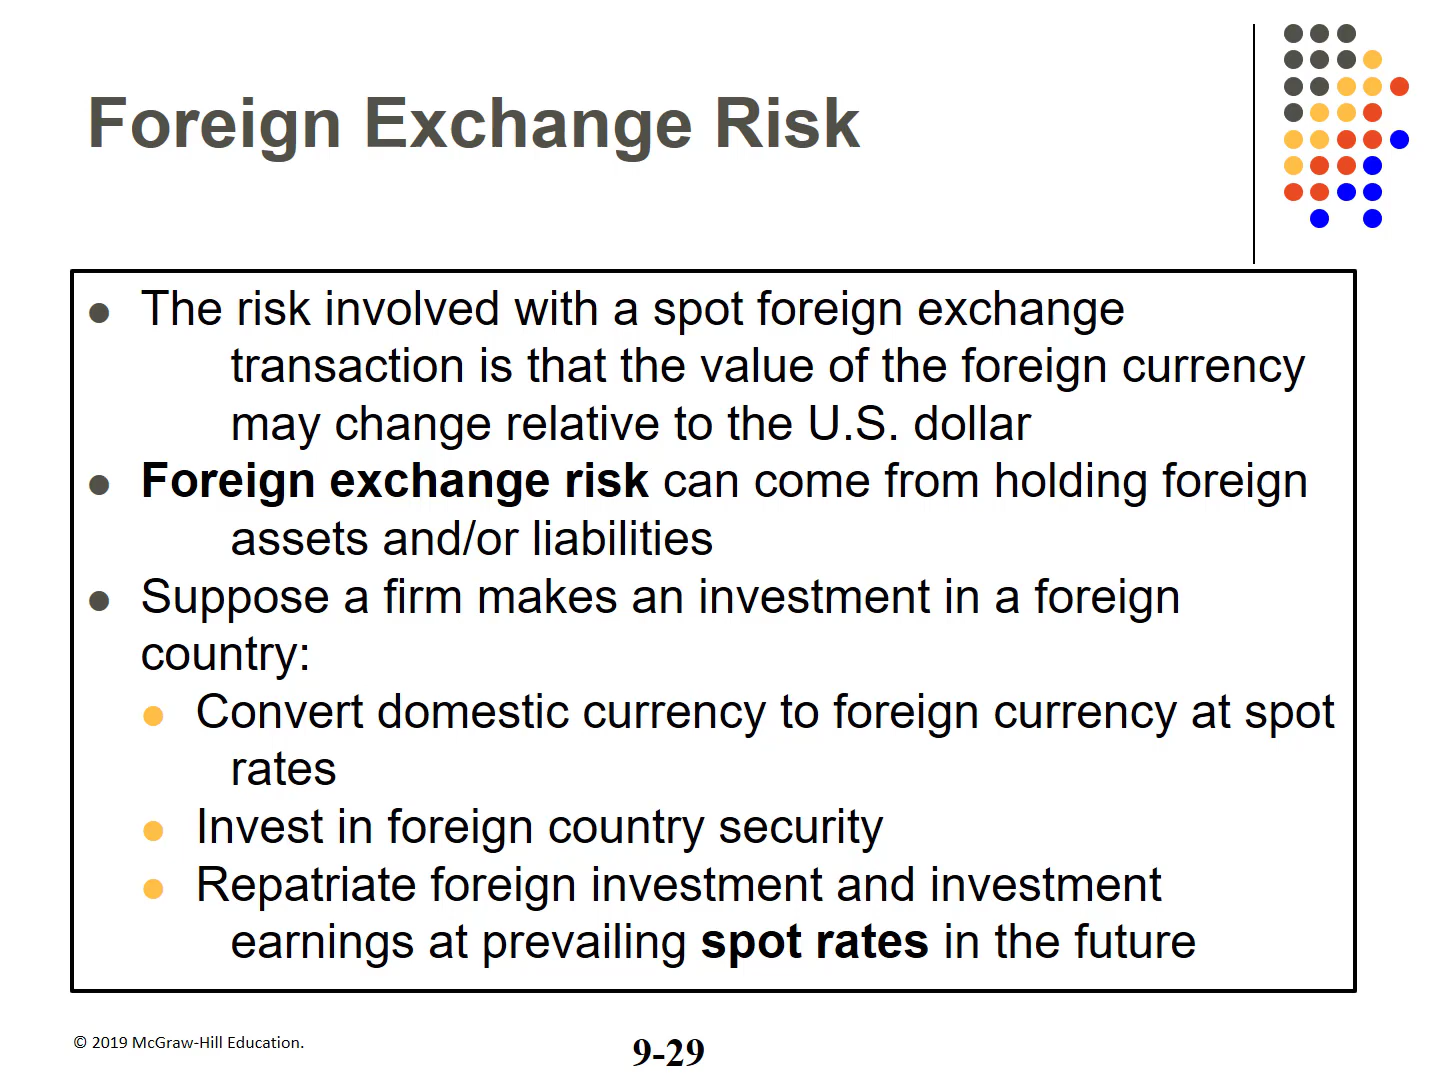 Foreign Exchange Risk
● The risk involved with a spot foreign exchange
transaction is that the value of the foreign currency
may change relative to the U.S. dollar
● Foreign exchange risk can come from holding foreign
assets and/or liabilities
● Suppose a firm makes an investment in a foreign
country:
● Convert domestic currency to foreign currency at spot
rates
● Invest in foreign country security
● Repatriate foreign investment and investment
earnings at prevailing spot rates in the future
© 2019 McGraw-Hill Education.
9-29